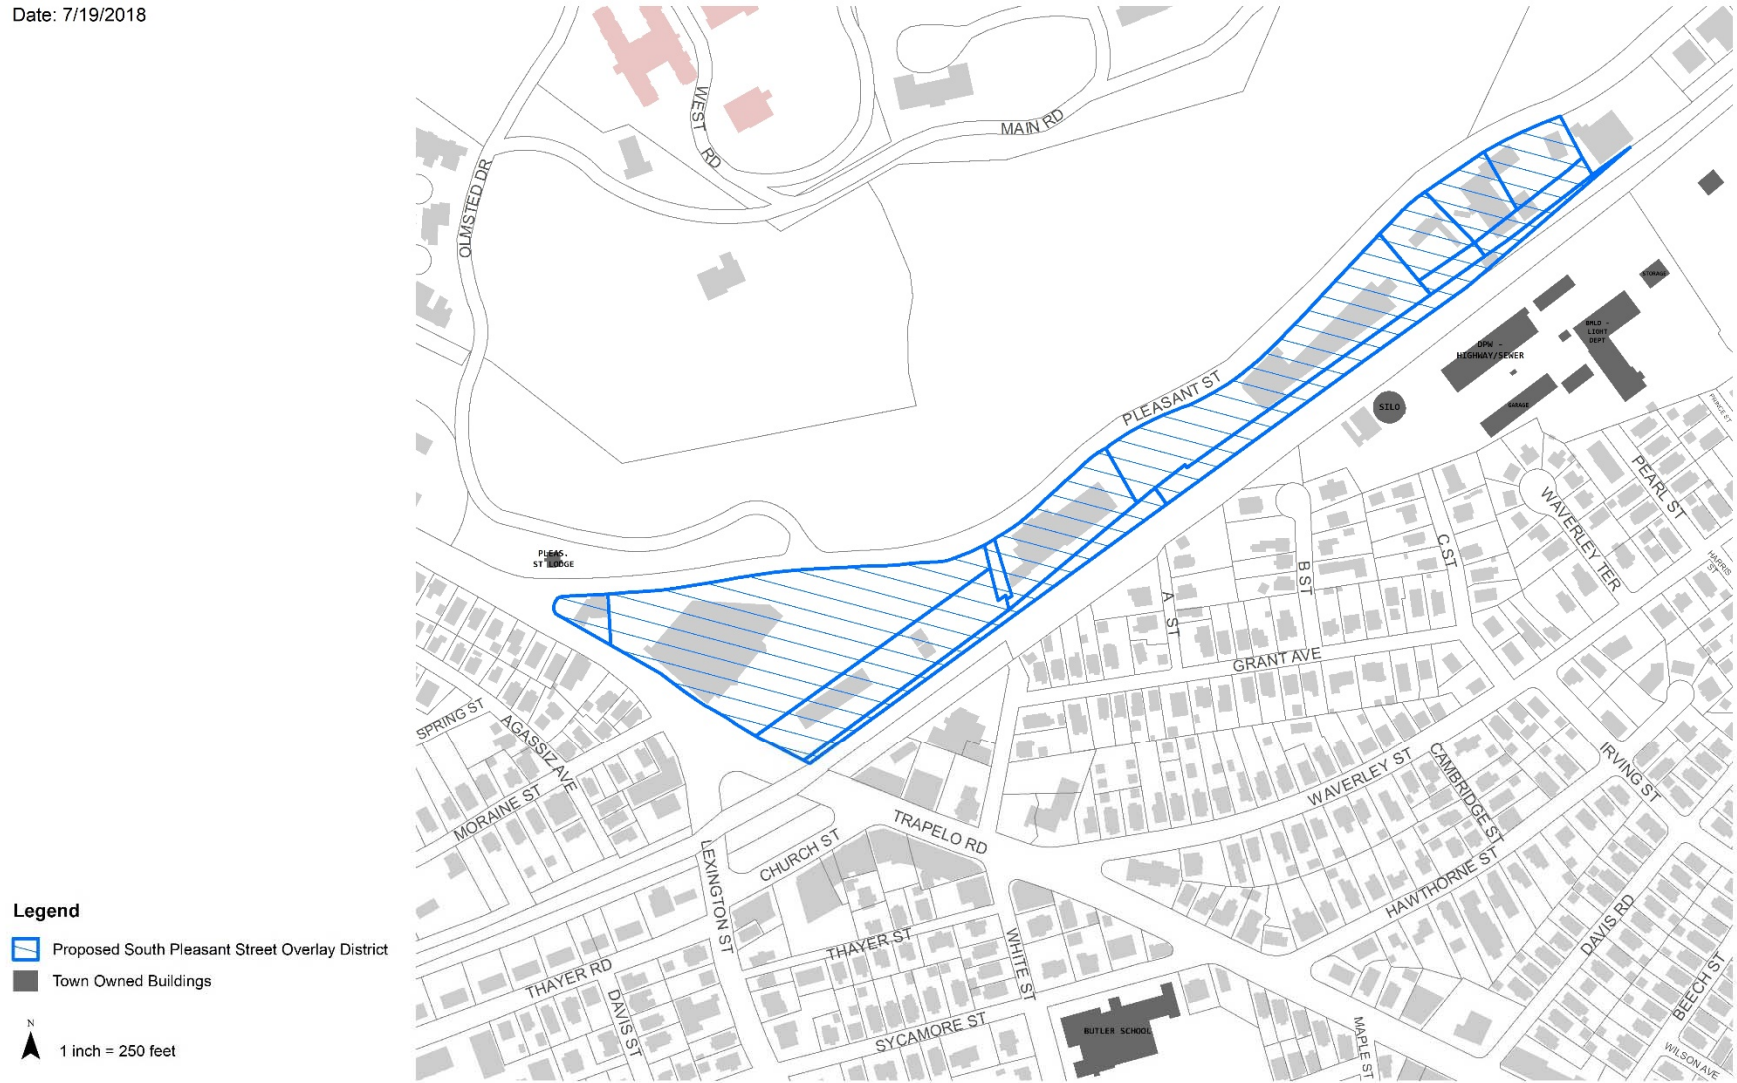 Date: 7/19/2018
WEST RD
MAIN RD
OLMSTED DR
STORAGE
BMLD -
LIGHT
DEPT
DPW -
HIGHWAY/SEWER
SILO
GARAGE
PRINCE ST
PLEASANT ST
PEARL ST
WAVERLEY TER
HARRIS ST
C ST
B ST
A ST
PLEAS.
ST LODGE
GRANT AVE
SPRING ST
AGASSIZ AVE
MORAINE ST
WAVERLEY ST
CAMBRIDGE ST
IRVING ST
TRAPELO RD
CHURCH ST
LEXINGTON ST
HAWTHORNE ST
DAVIS RD
THAYER ST
WHITE ST
THAYER RD
DAVIS ST
BEECH ST
SYCAMORE ST
BUTLER SCHOOL
MAPLE ST
WILSON AVE
Legend
Proposed South Pleasant Street Overlay District
Town Owned Buildings
N
1 inch = 250 feet